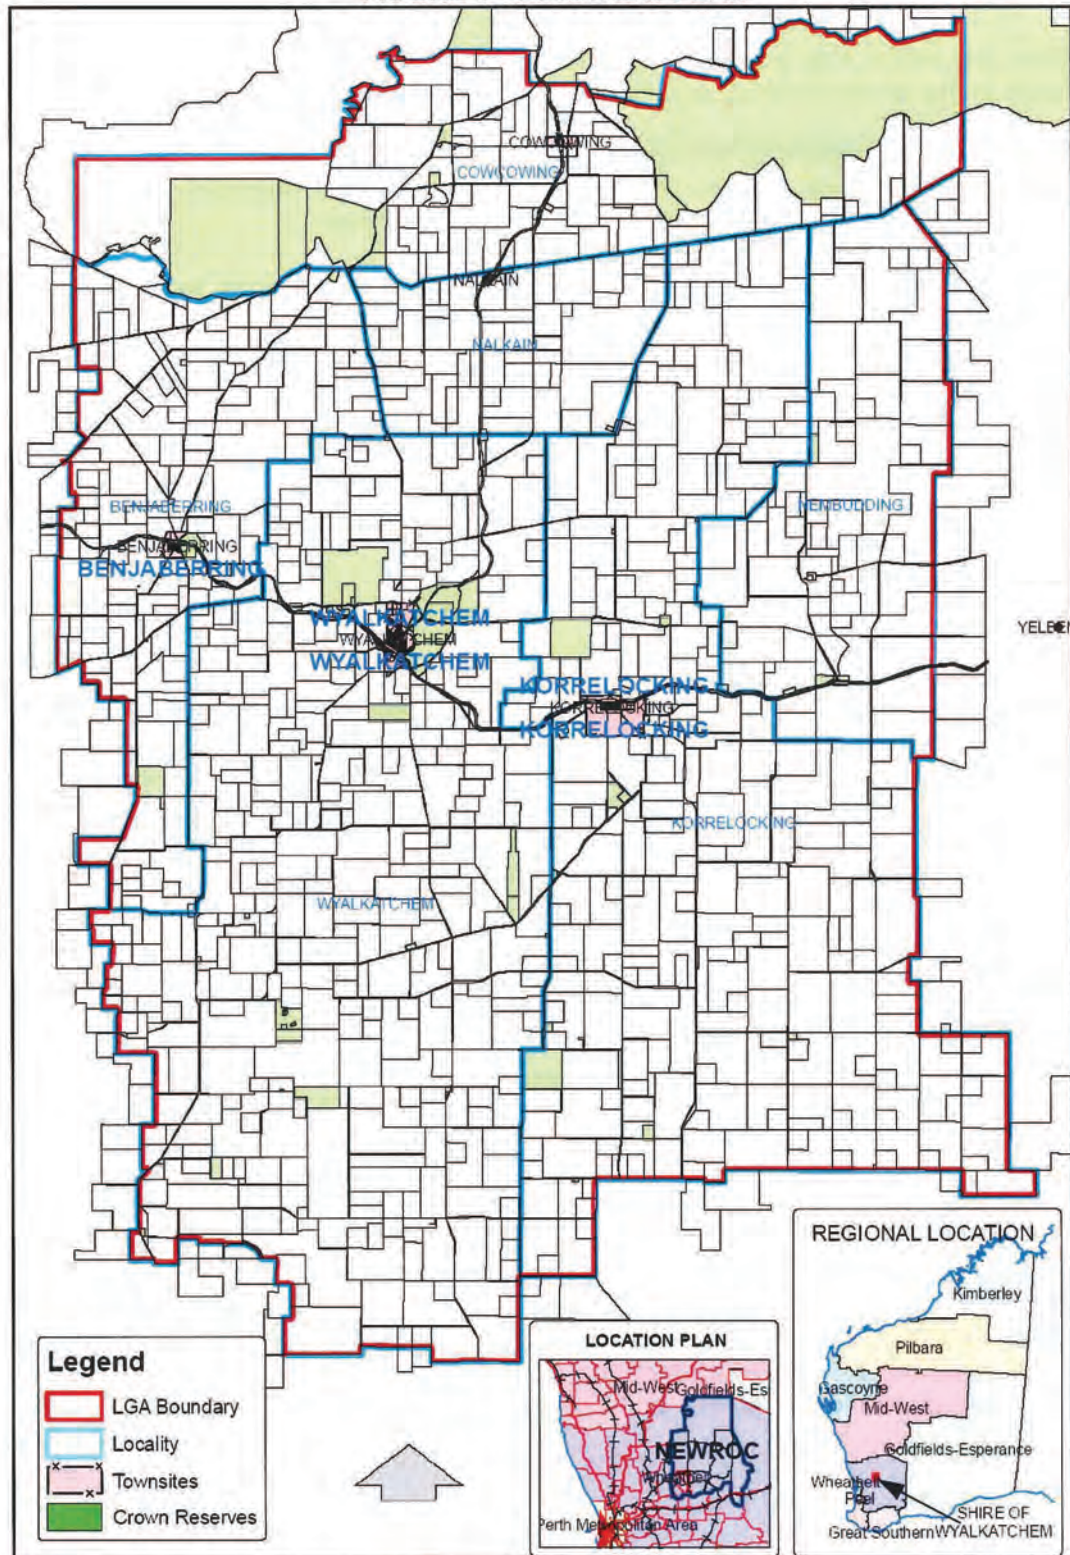 COWCOWING
COWCOWING
NALKAIN
NALKAIN
BENJABERRING
NEMBUDDING
BENJABERRING
BENJABERRING
WYALKATCHEM
WYALKATCHEM
WYALKATCHEM
YELBEN
KORRELOCKING
KORRELOCKING
KORRELOCKING
KORRELOCKING
WYALKATCHEM
Legend
LGA Boundary
Locality
Townsites
Crown Reserves
LOCATION PLAN
Mid-West
Goldfields-Es
NEWROC
Wheatbelt
Perth Metropolitan Area
REGIONAL LOCATION
Kimberley
Pilbara
Gascoyne
Mid-West
Goldfields-Esperance
Wheatbelt
Peel
Great Southern
SHIRE OF
WYALKATCHEM